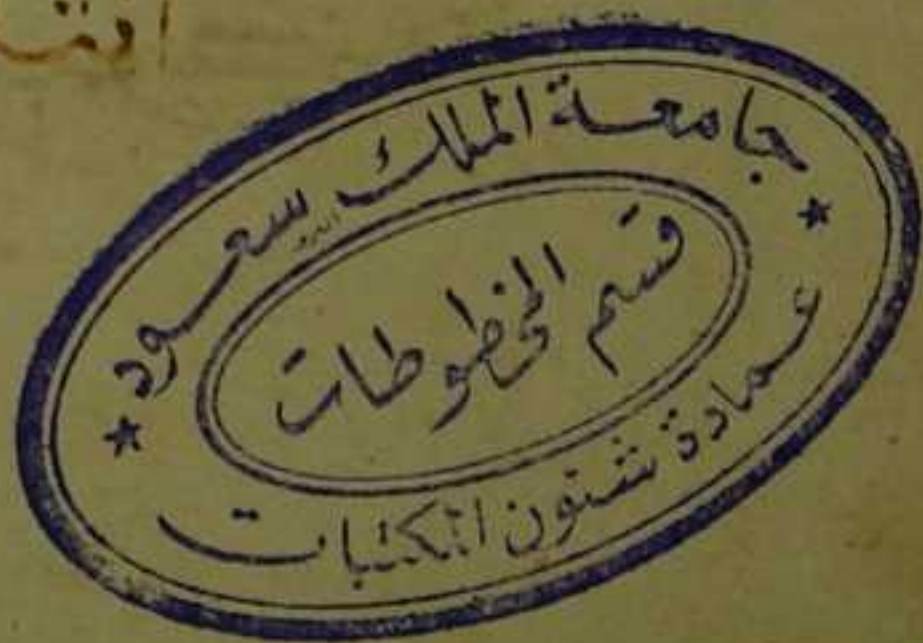 جامعة الملك سعود
قسم المخطوطات
عمادة شئون المكتبات